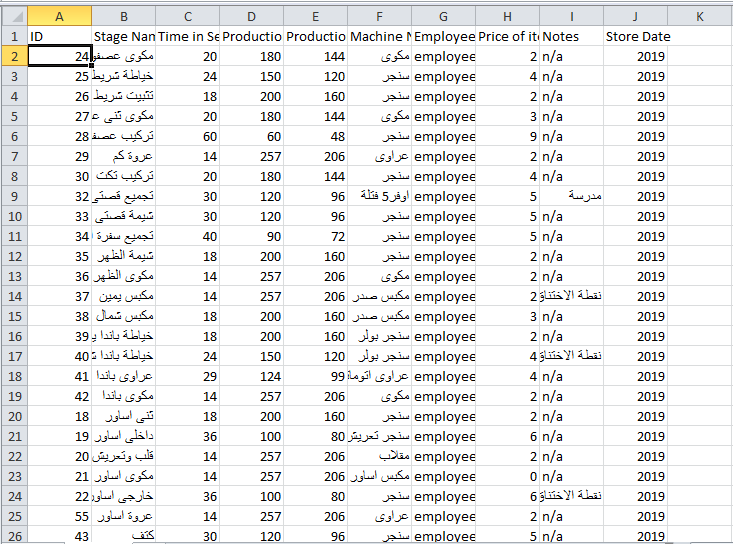 A B C D E F G H I J K
1 ID Stage Nan Time in Se Productio Productio Machine N Employee Price of ite Notes Store Date
2 24 مكوى عصفو 20 180 144 مكوى employee 2 n/a 2019
3 25 خياطة شريط 24 150 120 سنجر employee 4 n/a 2019
4 26 تثبيت شريط 18 200 160 سنجر employee 2 n/a 2019
5 27 مكوى ثنى ع 20 180 144 مكوى employee 3 n/a 2019
6 28 تركيب عصف 60 60 48 سنجر employee 9 n/a 2019
7 29 عروة كم 14 257 206 عراوى employee 2 n/a 2019
8 30 تركيب تكت 20 180 144 سنجر employee 4 n/a 2019
9 32 تجميع قصتى 30 120 96 اوفر5 فتلة employee 5 مدرسة 2019
10 33 شيمة قصتى 30 120 96 سنجر employee 5 n/a 2019
11 34 تجميع سفرة 40 90 72 سنجر employee 5 n/a 2019
12 35 شيمة الظهر 18 200 160 سنجر employee 2 n/a 2019
13 36 مكوى الظهر 14 257 206 مكوى employee 2 n/a 2019
14 37 مكبس يمين 14 257 206 مكبس صدر employee 2 نقطة الاختناق 2019
15 38 مكبس شمال 18 200 160 مكبس صدر employee 3 n/a 2019
16 39 خياطة باندا ي 18 200 160 سنجر بولر employee 2 n/a 2019
17 40 خياطة باندا ش 24 150 120 سنجر بولر employee 4 نقطة الاختناق 2019
18 41 عراوى باندا 29 124 99 عراوى اتوما employee 4 n/a 2019
19 42 مكوى باندا 14 257 206 مكوى employee 2 n/a 2019
20 18 ثنى اساور 18 200 160 سنجر employee 2 n/a 2019
21 19 داخلى اساور 36 100 80 سنجر تعريش employee 6 n/a 2019
22 20 قلب وتعريش 14 257 206 مقلاب employee 2 n/a 2019
23 21 مكوى اساور 14 257 206 مكبس اساور employee 0 n/a 2019
24 22 خارجى اساور 36 100 80 سنجر employee 6 نقطة الاختناق 2019
25 55 عروة اساور 14 257 206 عراوى employee 2 n/a 2019
26 43 كتف 30 120 96 سنجر employee 5 n/a 2019